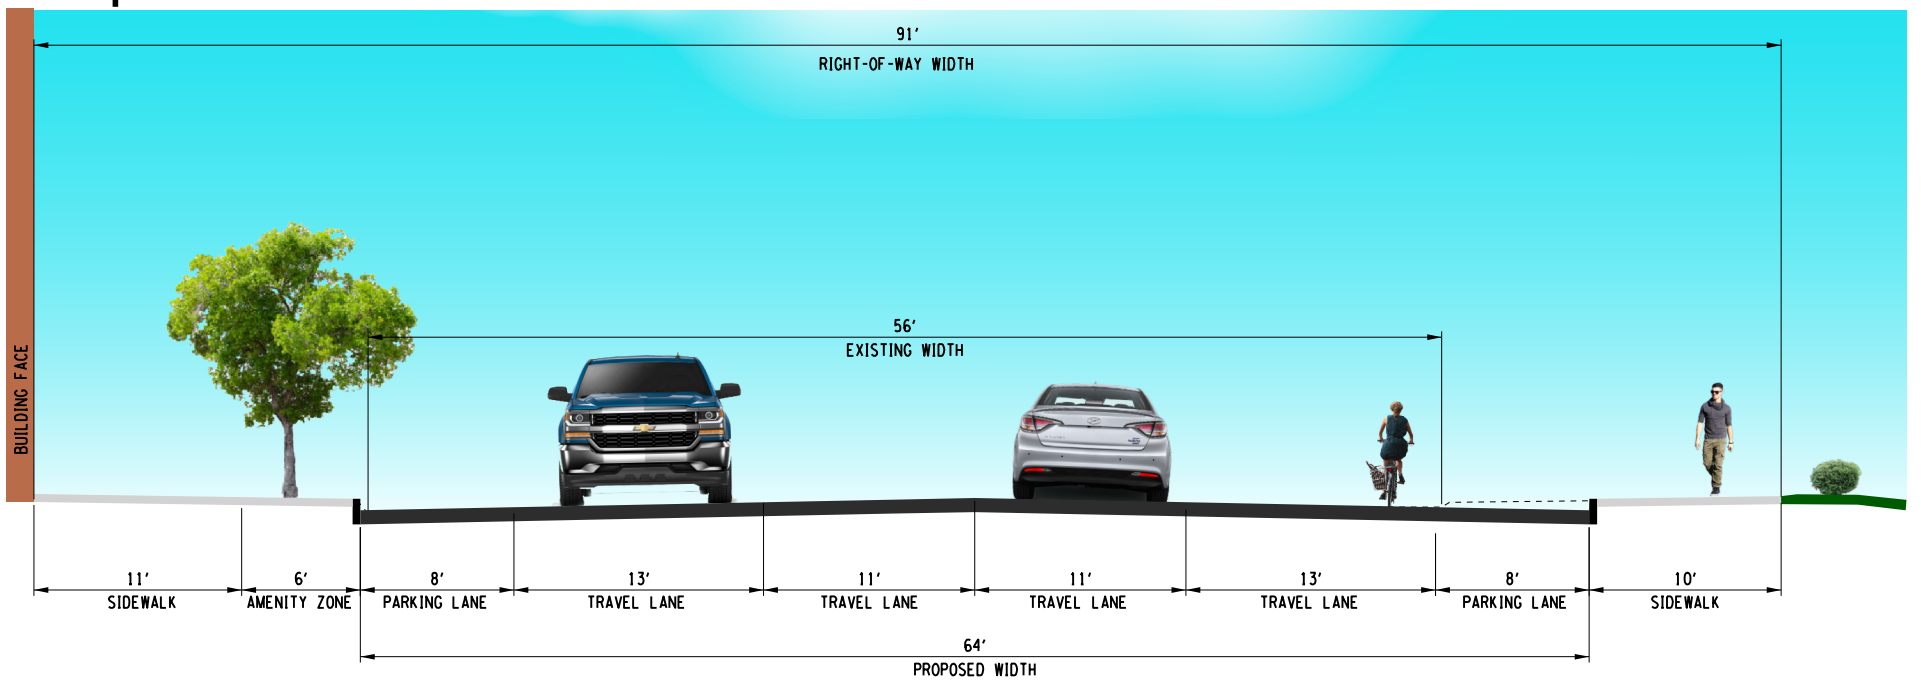 91'
RIGHT-OF-WAY WIDTH
56'
EXISTING WIDTH
BUILDING FACE
11'
SIDEWALK
6'
AMENITY ZONE
8'
PARKING LANE
13'
TRAVEL LANE
11'
TRAVEL LANE
11'
TRAVEL LANE
13'
TRAVEL LANE
8'
PARKING LANE
10'
SIDEWALK
64'
PROPOSED WIDTH